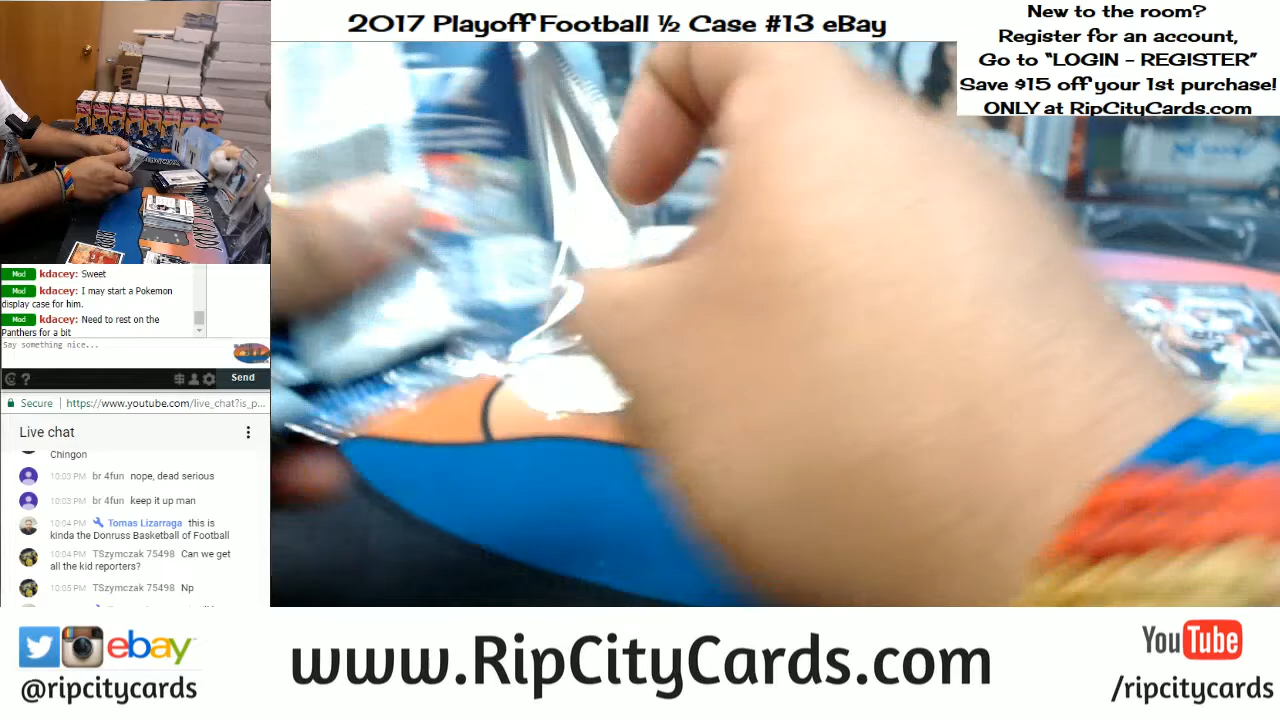 2017 Playoff Football ½ Case #13 eBay
New to the room?
Register for an account,
Go to “LOGIN - REGISTER”
Save $15 off your 1st purchase!
ONLY at RipCityCards.com
Mod kdacey: Sweet
Mod kdacey: I may start a Pokemon
display case for him.
Mod kdacey: Need to rest on the
Panthers for a bit
Say something nice...
Send
Secure https://www.youtube.com/live_chat?is_p...
Live chat
Chingon
10:03 PM br 4fun nope, dead serious
10:03 PM br 4fun keep it up man
10:04 PM Tomas Lizarraga this is
kinda the Donruss Basketball of Football
10:04 PM TSzymczak 75498 Can we get
all the kid reporters?
10:05 PM TSzymczak 75498 Np
ebay
@ripcitycards
www.RipCityCards.com
YouTube
/ripcitycards